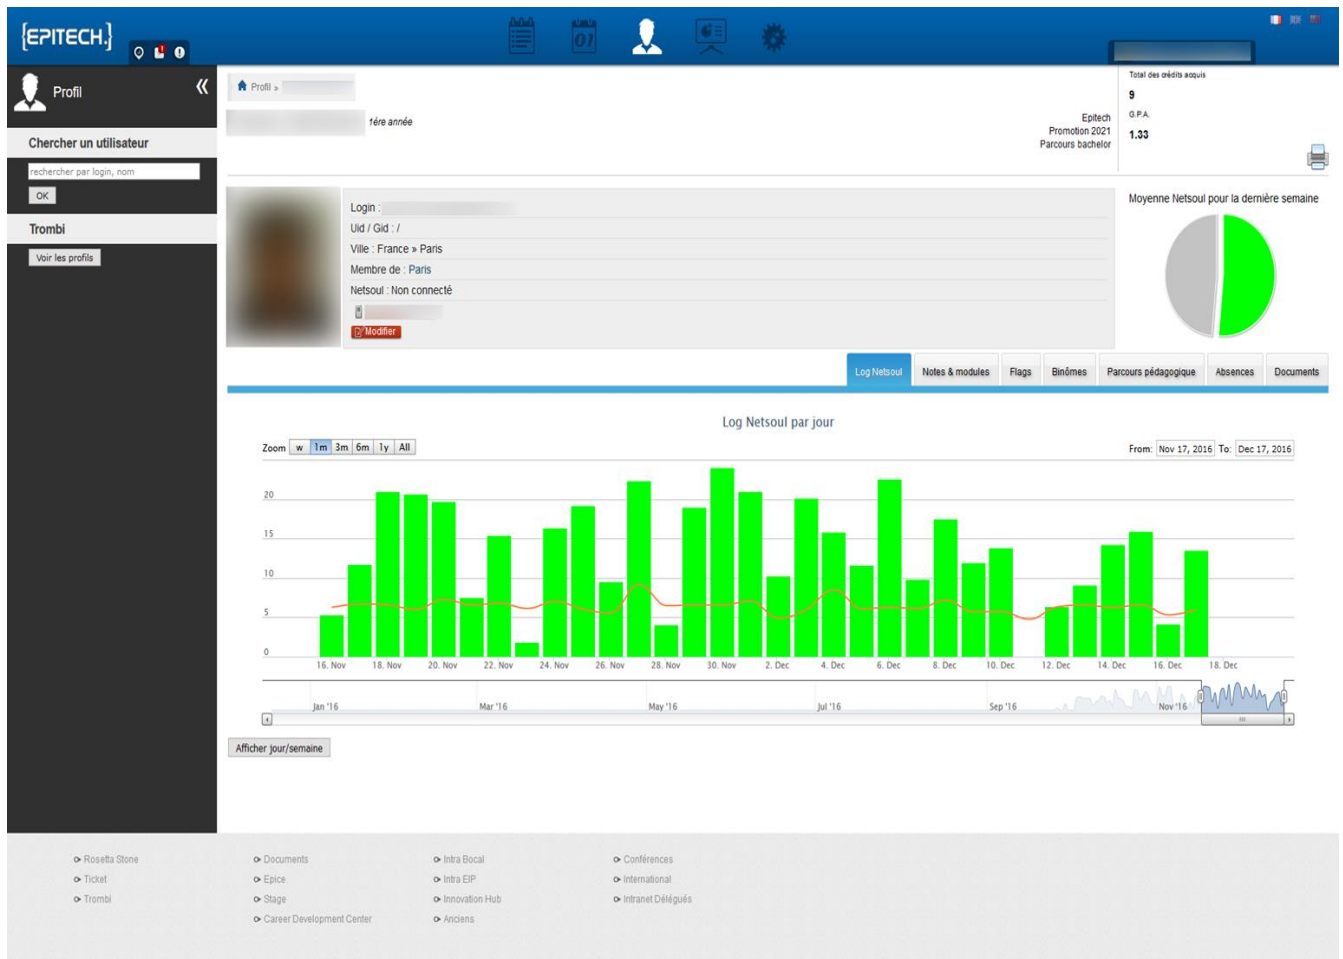 {EPITECH.}
01
Profil
«
Chercher un utilisateur
rechercher par login, nom
OK
Trombi
Voir les profils
Profil »
1ère année
Epitech
Promotion 2021
Parcours bachelor
Total des crédits acquis
9
G.P.A.
1.33
Login :
Uid / Gid : /
Ville : France » Paris
Membre de : Paris
Netsoul : Non connecté
Modifier
Moyenne Netsoul pour la dernière semaine
Log Netsoul Notes & modules Flags Binômes Parcours pédagogique Absences Documents
Log Netsoul par jour
Zoom w 1m 3m 6m 1y All
From: Nov 17, 2016 To: Dec 17, 2016
20
15
10
5
0
16. Nov 18. Nov 20. Nov 22. Nov 24. Nov 26. Nov 28. Nov 30. Nov 2. Dec 4. Dec 6. Dec 8. Dec 10. Dec 12. Dec 14. Dec 16. Dec 18. Dec
Jan '16 Mar '16 May '16 Jul '16 Sep '16 Nov '16
Afficher jour/semaine
Rosetta Stone Documents Intra Bocal Conférences
Ticket Epice Intra EIP International
Trombi Stage Innovation Hub Intranet Délégués
Career Development Center Anciens